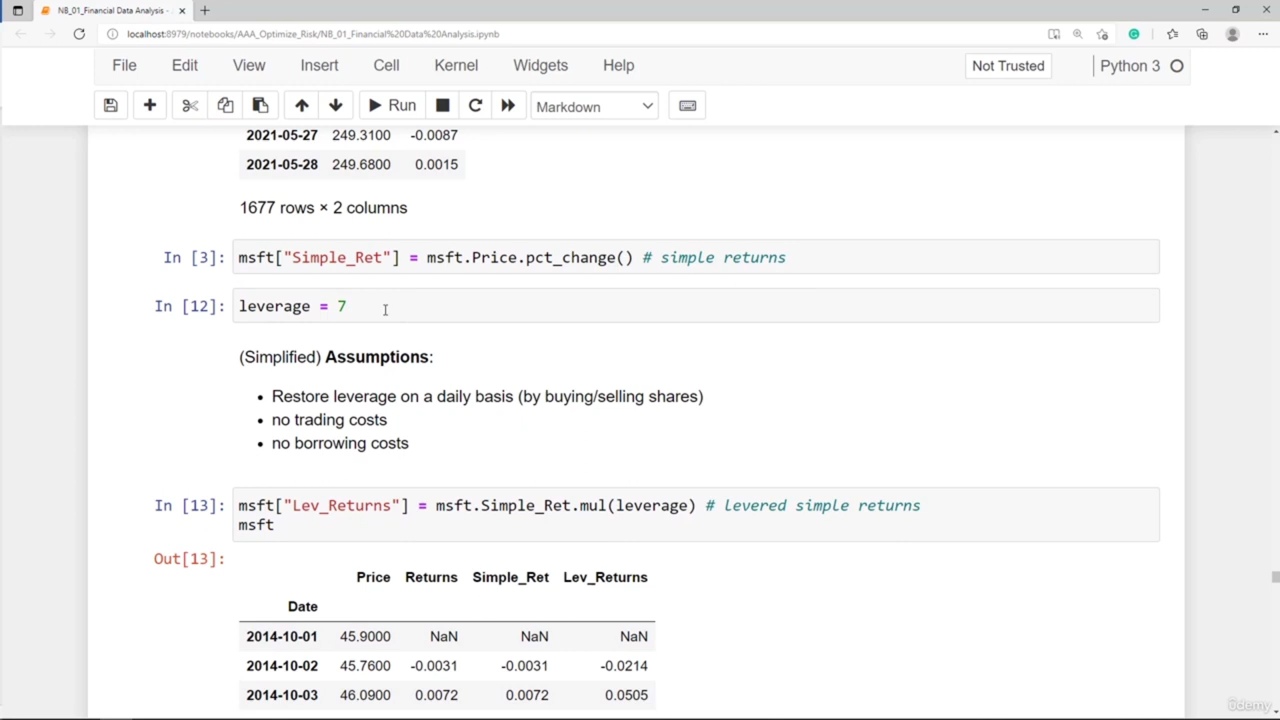 NB_01_Financial Data Analysis -
localhost:8979/notebooks/AAA_Optimize_Risk/NB_01_Financial%20Data%20Analysis.ipynb
File Edit View Insert Cell Kernel Widgets Help Not Trusted Python 3
Run Markdown
2021-05-27 249.3100 -0.0087
2021-05-28 249.6800 0.0015
1677 rows × 2 columns
In [3]: msft["Simple_Ret"] = msft.Price.pct_change() # simple returns
In [12]: leverage = 7
(Simplified) Assumptions:
• Restore leverage on a daily basis (by buying/selling shares)
• no trading costs
• no borrowing costs
In [13]: msft["Lev_Returns"] = msft.Simple_Ret.mul(leverage) # levered simple returns
msft
Out[13]:
Price Returns Simple_Ret Lev_Returns
Date
2014-10-01 45.9000 NaN NaN NaN
2014-10-02 45.7600 -0.0031 -0.0031 -0.0214
2014-10-03 46.0900 0.0072 0.0072 0.0505
ûdemy